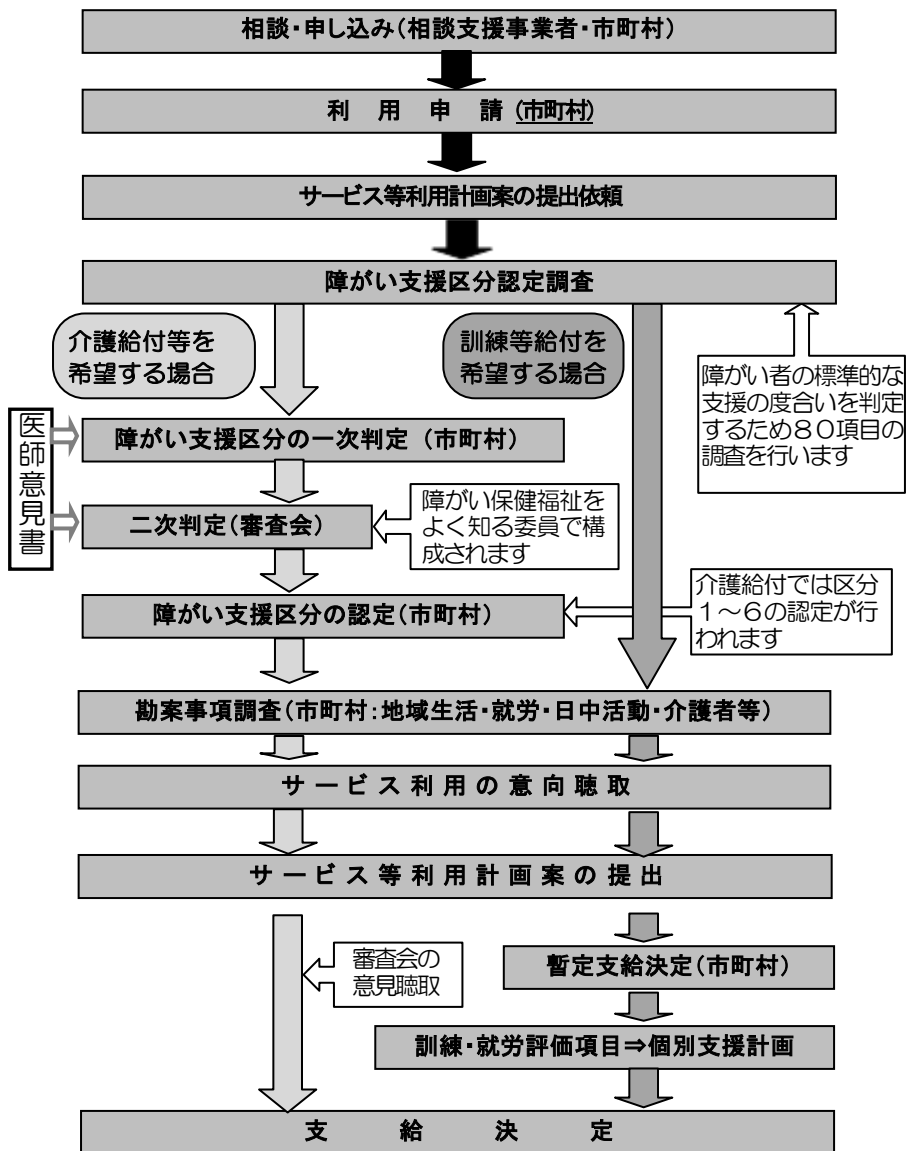 相談・申し込み(相談支援事業者・市町村)
利用申請 (市町村)
サービス等利用計画案の提出依頼
障がい支援区分認定調査
介護給付等を
希望する場合
訓練等給付を
希望する場合
障がい者の標準的な
支援の度合いを判定
するため80項目の
調査を行います
医師意見書
障がい支援区分の一次判定 (市町村)
二次判定(審査会)
障がい保健福祉を
よく知る委員で構
成されます
障がい支援区分の認定(市町村)
介護給付では区分
1~6の認定が行
われます
勘案事項調査(市町村:地域生活・就労・日中活動・介護者等)
サービス利用の意向聴取
サービス等利用計画案の提出
審査会の
意見聴取
暫定支給決定(市町村)
訓練・就労評価項目⇒個別支援計画
支給決定